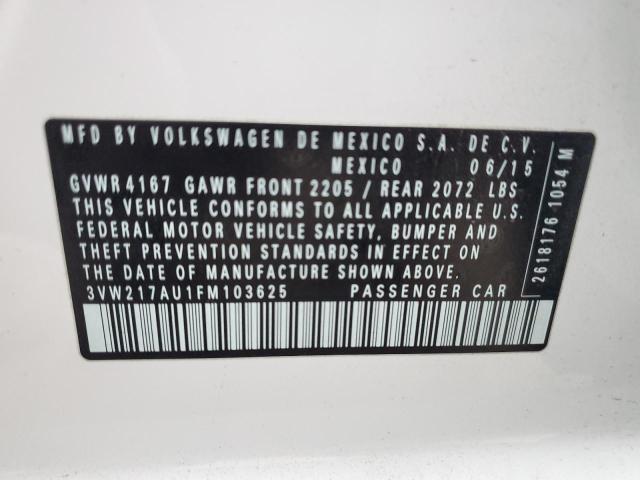 MFD BY VOLKSWAGEN DE MEXICO S.A. DE C.V.
MEXICO 06/15
GVWR 4167 GAWR FRONT 2205 / REAR 2072 LBS
THIS VEHICLE CONFORMS TO ALL APPLICABLE U.S.
FEDERAL MOTOR VEHICLE SAFETY, BUMPER AND
THEFT PREVENTION STANDARDS IN EFFECT ON
THE DATE OF MANUFACTURE SHOWN ABOVE.
3VW217AU1FM103625 PASSENGER CAR
2618176 1054 M